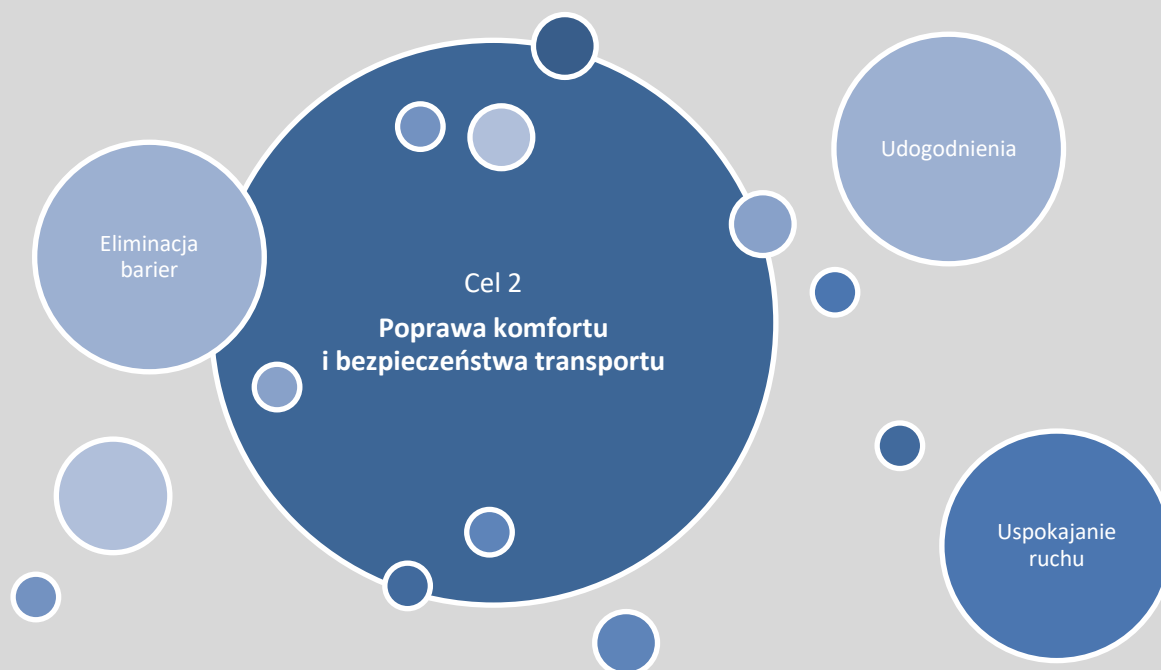 Udogodnienia
Eliminacja
barier
Cel 2
Poprawa komfortu
i bezpieczeństwa transportu
Uspokajanie
ruchu